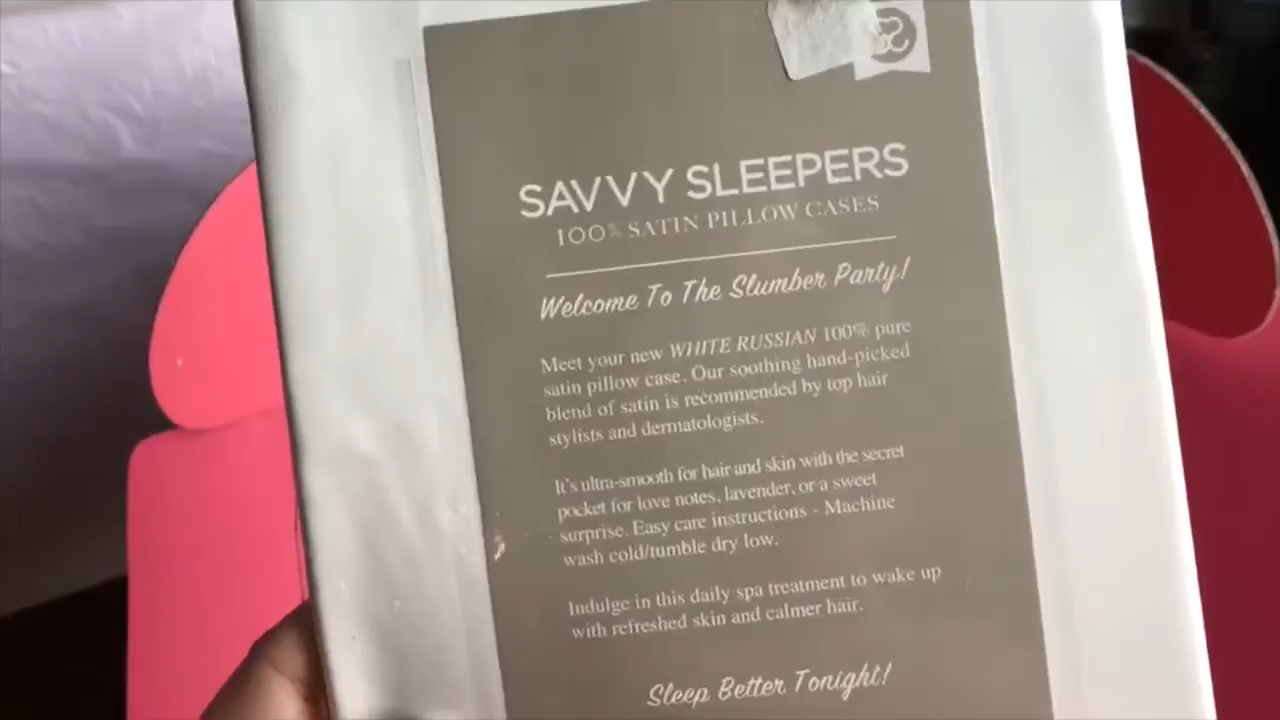 SAVVY SLEEPERS
100% SATIN PILLOW CASES
Welcome To The Slumber Party!
Meet your new WHITE RUSSIAN 100% pure
satin pillow case. Our soothing hand-picked
blend of satin is recommended by top hair
stylists and dermatologists.
It's ultra-smooth for hair and skin with the secret
pocket for love notes, lavender, or a sweet
surprise. Easy care instructions - Machine
wash cold/tumble dry low.
Indulge in this daily spa treatment to wake up
with refreshed skin and calmer hair.
Sleep Better Tonight!